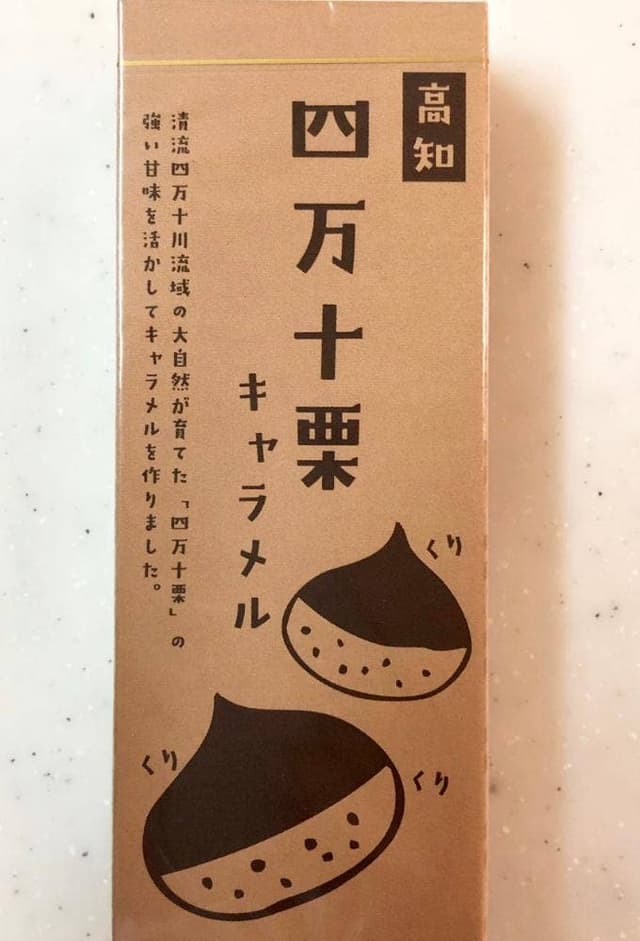 高知
四万十栗
キャラメル
清流四万十川流域の大自然が育てた「四万十栗」の
強い甘味を活かしてキャラメルを作りました。
くり
くり
くり